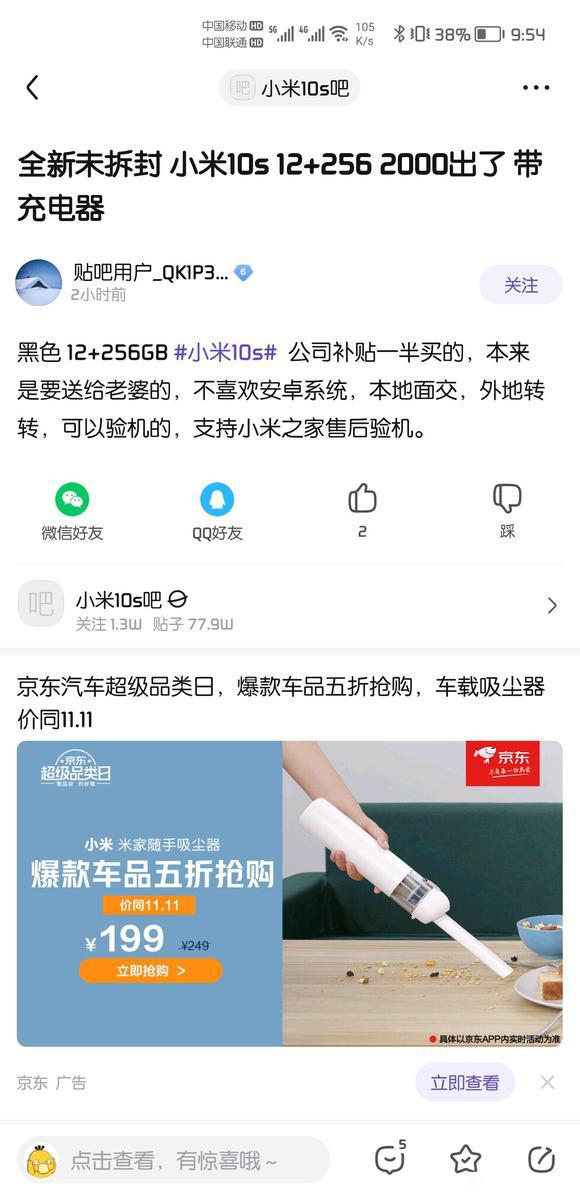 中国移动 HD 5G 4G 105 K/s 38% 9:54
中国联通 HD
吧 小米10s吧
全新未拆封 小米10s 12+256 2000出了 带
充电器
贴吧用户_QK1P3... 6
2小时前
关注
黑色 12+256GB #小米10s# 公司补贴一半买的，本来
是要送给老婆的，不喜欢安卓系统，本地面交，外地转
转，可以验机的，支持小米之家售后验机。
微信好友 QQ好友 2 踩
吧 小米10s吧
关注 1.3W 贴子 77.9W
京东汽车超级品类日，爆款车品五折抢购，车载吸尘器
价同11.11
京东
超级品类日
京东
不负每一份热爱
小米 米家随手吸尘器
爆款车品五折抢购
价同11.11
¥199 ¥249
立即抢购 >
具体以京东APP内实时活动为准
京东 广告 立即查看
点击查看，有惊喜哦~ 5